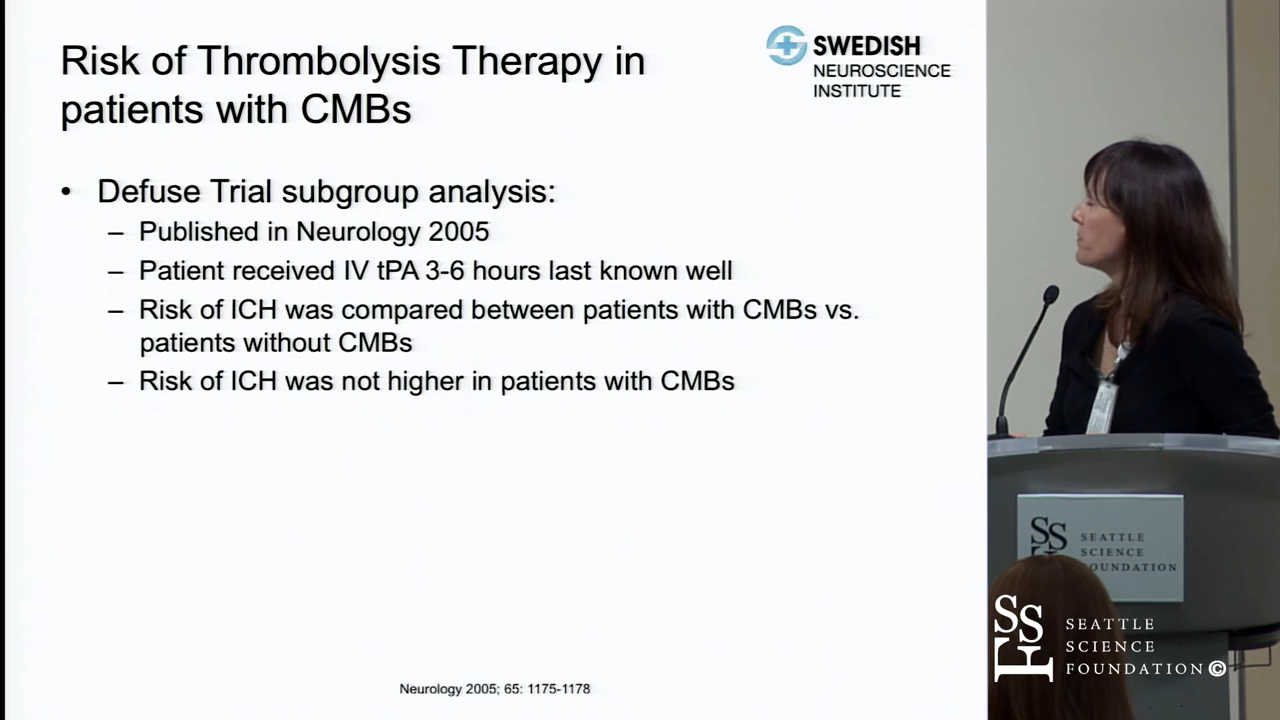 Risk of Thrombolysis Therapy in
patients with CMBs
SWEDISH
NEUROSCIENCE
INSTITUTE
• Defuse Trial subgroup analysis:
– Published in Neurology 2005
– Patient received IV tPA 3-6 hours last known well
– Risk of ICH was compared between patients with CMBs vs.
patients without CMBs
– Risk of ICH was not higher in patients with CMBs
Neurology 2005; 65: 1175-1178
SS
SEATTLE
SCIENCE
FOUNDATION
SSF
SEATTLE
SCIENCE
FOUNDATION©